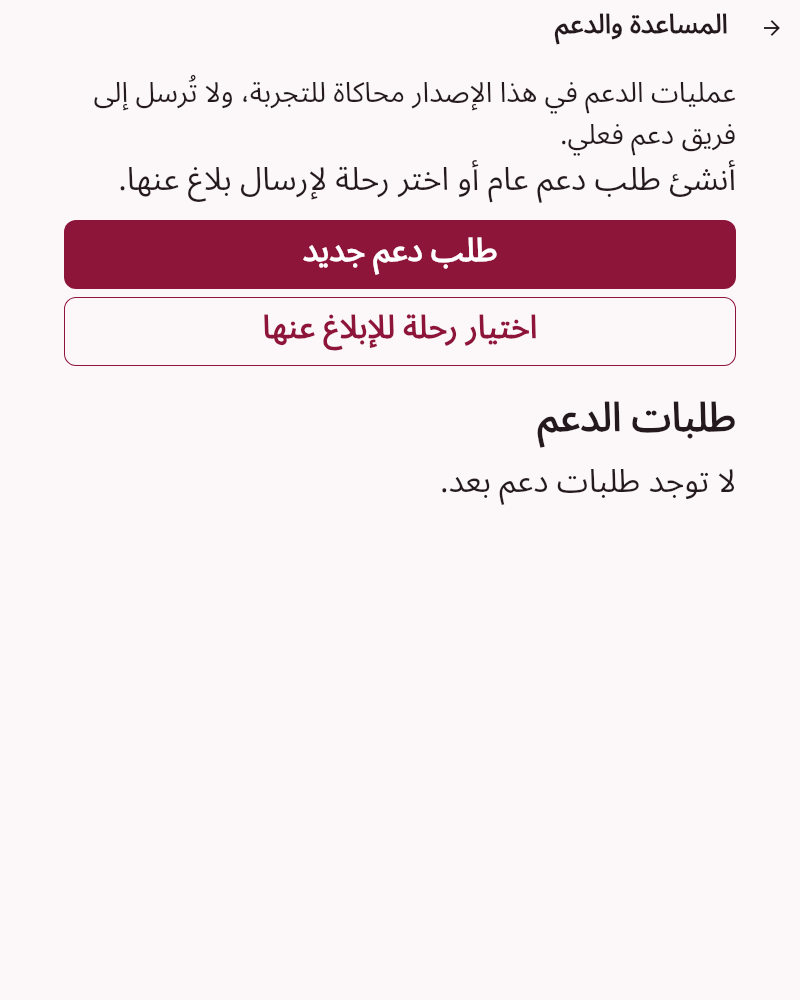 المساعدة والدعم
عمليات الدعم في هذا الإصدار محاكاة للتجربة، ولا تُرسل إلى
فريق دعم فعلي.
أنشئ طلب دعم عام أو اختر رحلة لإرسال بلاغ عنها.
طلب دعم جديد
اختيار رحلة للإبلاغ عنها
طلبات الدعم
لا توجد طلبات دعم بعد.